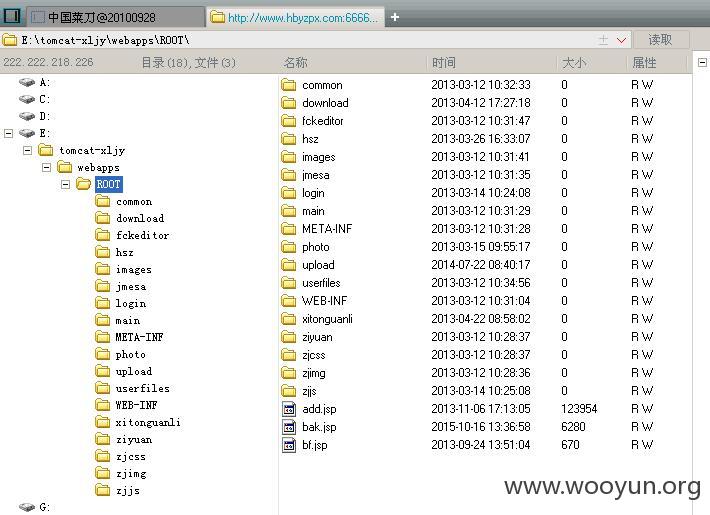 中国菜刀@20100928 http://www.hbyzpx.com:6666...
E:\tomcat-xljy\webapps\ROOT\ 读取
222.222.218.226 目录(18),文件(3) 名称 时间 大小 属性
A:
C:
D:
E:
tomcat-xljy
webapps
ROOT
common
download
fckeditor
hsz
images
jmesa
login
main
META-INF
photo
upload
userfiles
WEB-INF
xitonguanli
ziyuan
zjcss
zjimg
zjjs
G:
common 2013-03-12 10:32:33 0 R W
download 2013-04-12 17:27:18 0 R W
fckeditor 2013-03-12 10:31:47 0 R W
hsz 2013-03-26 16:33:07 0 R W
images 2013-03-12 10:31:41 0 R W
jmesa 2013-03-12 10:31:35 0 R W
login 2013-03-14 10:24:08 0 R W
main 2013-03-12 10:31:29 0 R W
META-INF 2013-03-12 10:31:28 0 R W
photo 2013-03-15 09:55:17 0 R W
upload 2014-07-22 08:40:17 0 R W
userfiles 2013-03-12 10:34:56 0 R W
WEB-INF 2013-03-12 10:31:04 0 R W
xitonguanli 2013-04-22 08:58:02 0 R W
ziyuan 2013-03-12 10:28:37 0 R W
zjcss 2013-03-12 10:28:37 0 R W
zjimg 2013-03-12 10:28:36 0 R W
zjjs 2013-03-14 10:25:08 0 R W
add.jsp 2013-11-06 17:13:05 123954 R W
bak.jsp 2015-10-16 13:36:58 6280 R W
bf.jsp 2013-09-24 13:51:04 670 R W
www.wooyun.org